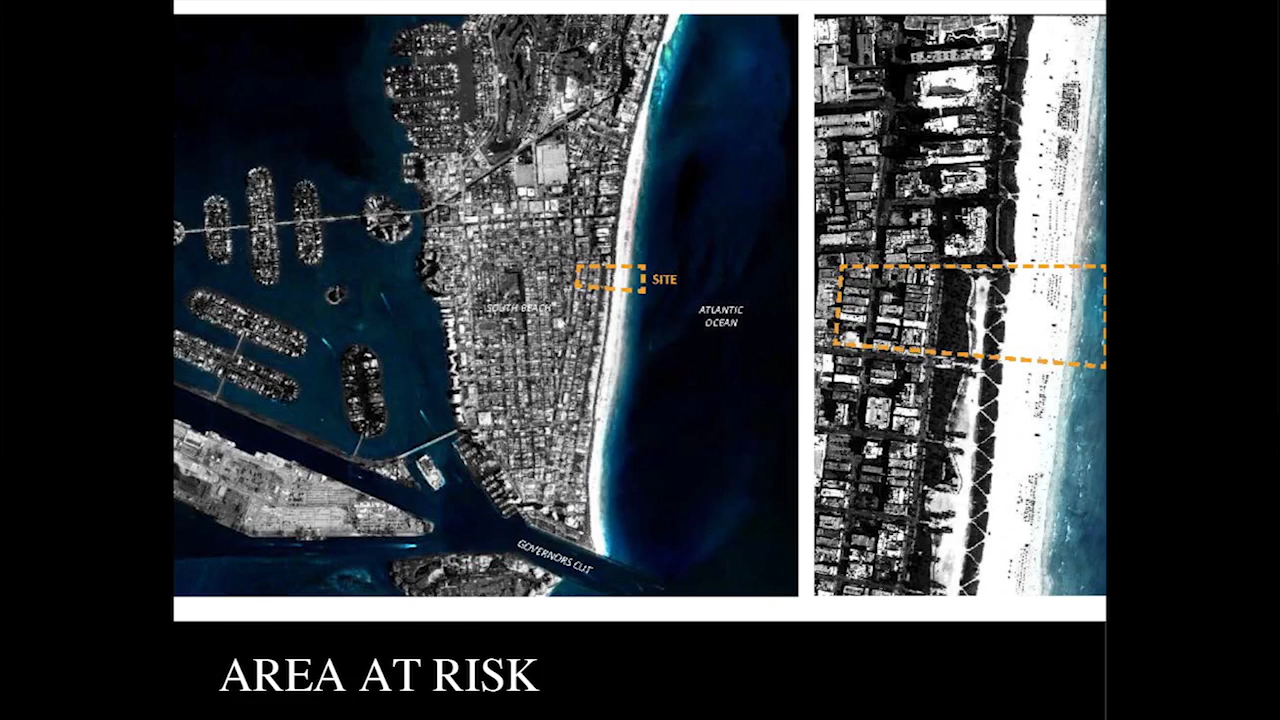 SITE
SOUTH BEACH
ATLANTIC
OCEAN
GOVERNORS CUT
AREA AT RISK